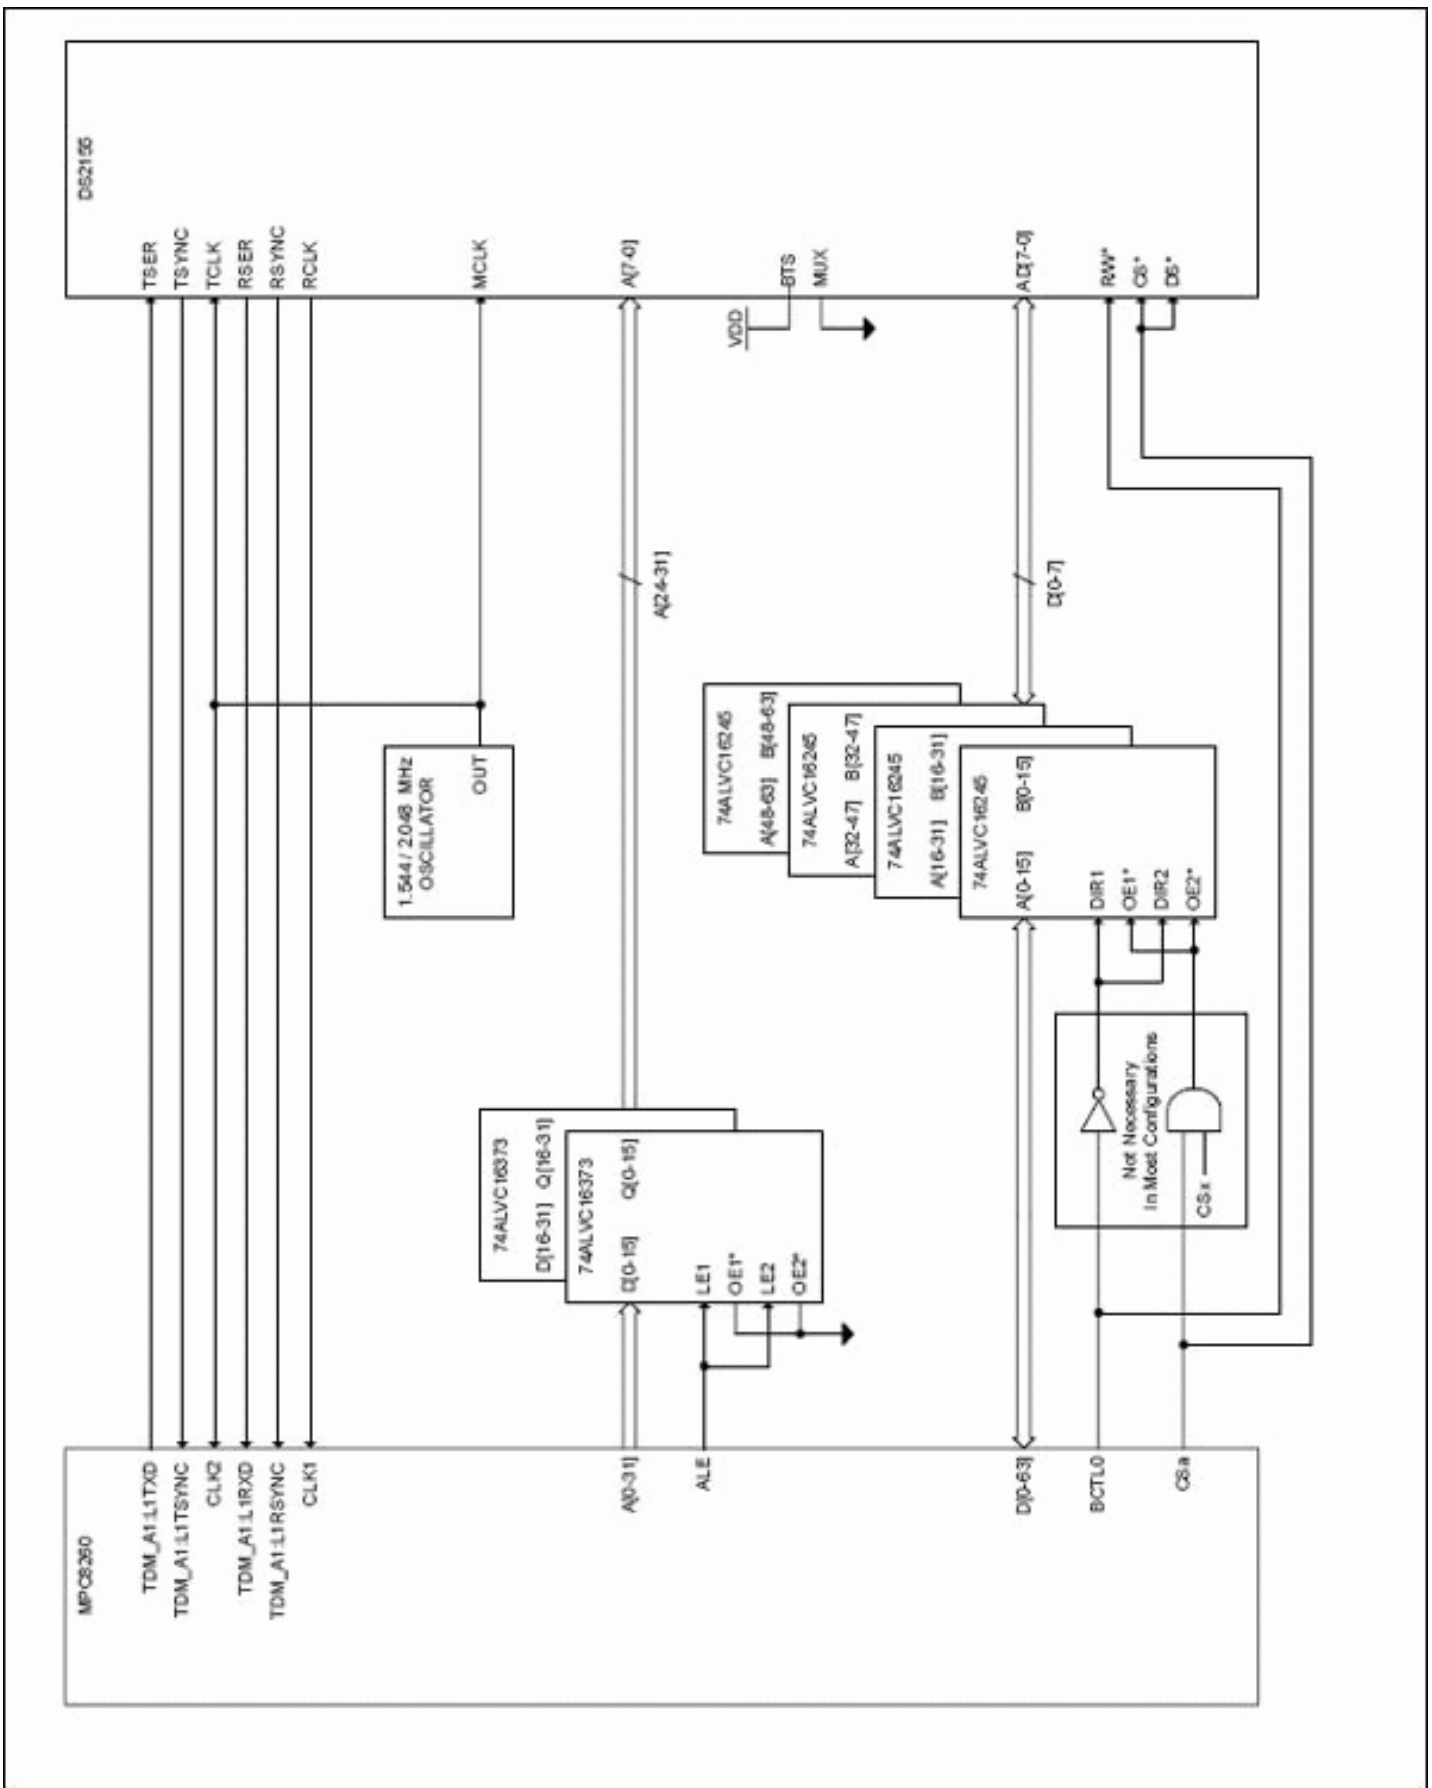 MPC8260
TDM_A1:L1TXD
TDM_A1:L1TSYNC
CLK2
TDM_A1:L1RXD
TDM_A1:L1RSYNC
CLK1
A[0-31]
ALE
D[0-63]
BCTL0
CSa
74ALVC16373
D[16-31] Q[16-31]
74ALVC16373
D[0-15] Q[0-15]
LE1
OE1*
LE2
OE2*
Not Necessary
In Most Configurations
CSx
1.544 / 2.048 MHz
OSCILLATOR
OUT
74ALVC16245
A[48-63] B[48-63]
74ALVC16245
A[32-47] B[32-47]
74ALVC16245
A[16-31] B[16-31]
74ALVC16245
A[0-15] B[0-15]
DIR1
OE1*
DIR2
OE2*
A[24-31]
D[0-7]
VDD
DS2155
TSER
TSYNC
TCLK
RSER
RSYNC
RCLK
MCLK
A[7-0]
BTS
MUX
AD[7-0]
R/W*
CS*
DS*